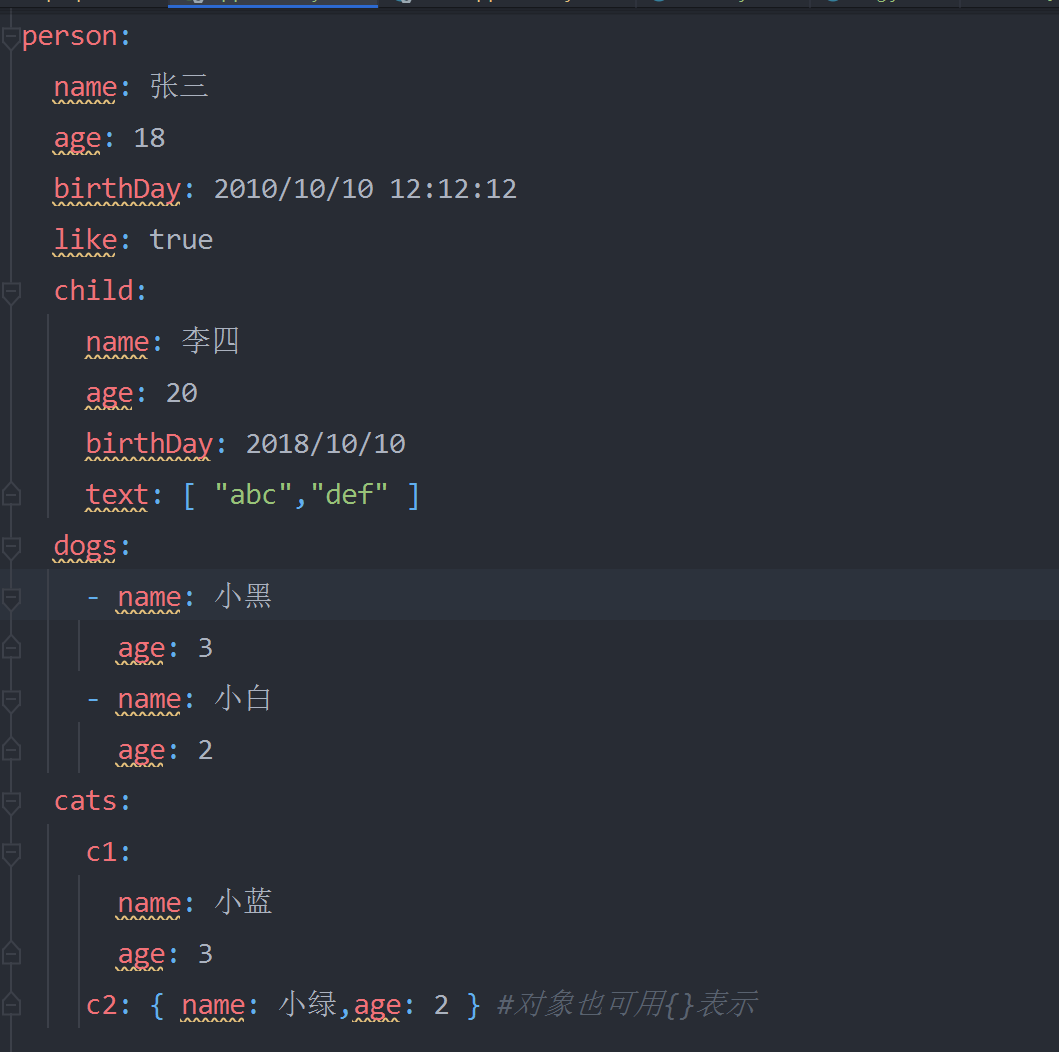 person:
  name: 张三
  age: 18
  birthDay: 2010/10/10 12:12:12
  like: true
  child:
    name: 李四
    age: 20
    birthDay: 2018/10/10
    text: [ "abc","def" ]
  dogs:
    - name: 小黑
      age: 3
    - name: 小白
      age: 2
  cats:
    c1:
      name: 小蓝
      age: 3
    c2: { name: 小绿,age: 2 } #对象也可用{}表示